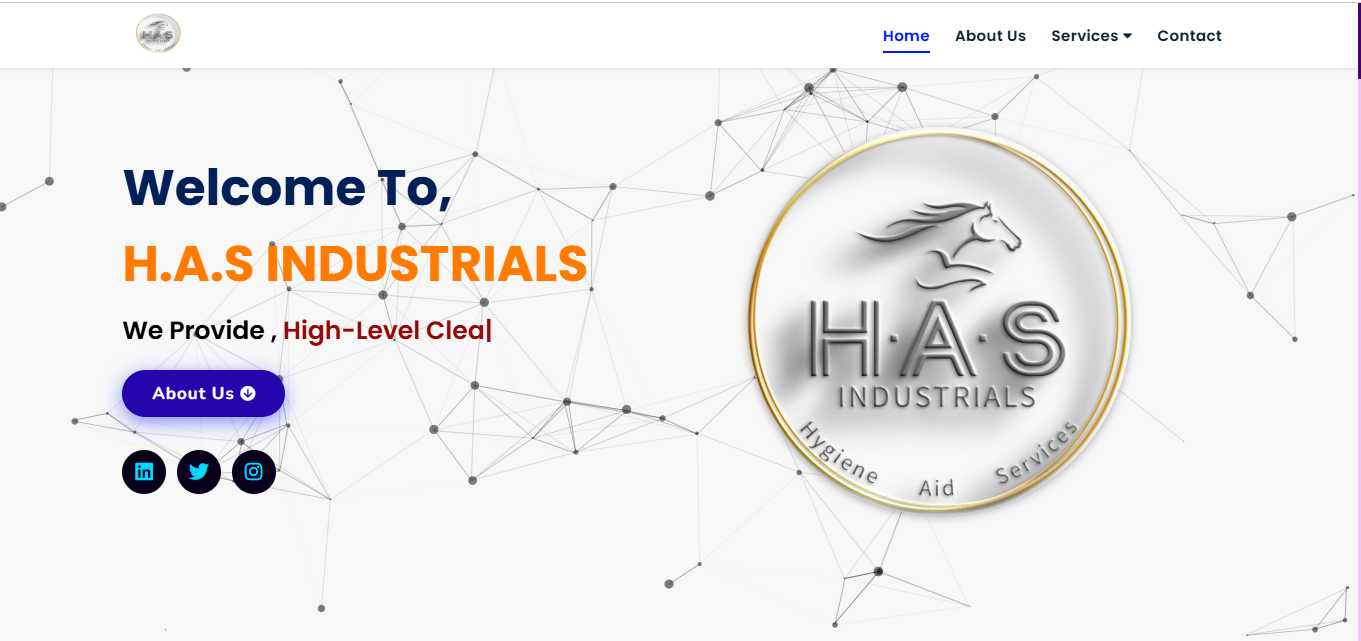 H·A·S
Home
About Us
Services
Contact
Welcome To,
H.A.S INDUSTRIALS
We Provide , High-Level Clea|
About Us
H·A·S
INDUSTRIALS
Hygiene Aid Services